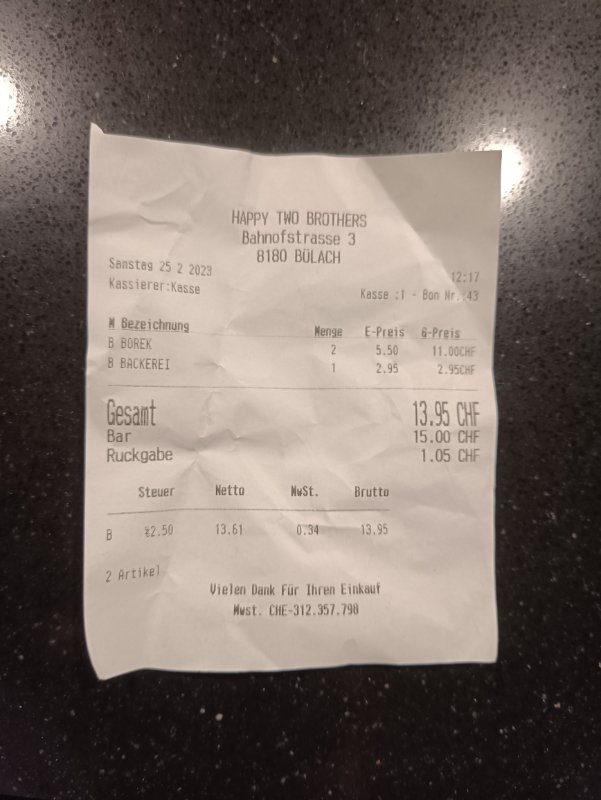 HAPPY TWO BROTHERS
Bahnofstrasse 3
8180 BÜLACH
Samstag 25 2 2023 12:17
Kassierer:Kasse Kasse :1 - Bon Nr.:43
M Bezeichnung Menge E-Preis G-Preis
B BOREK 2 5.50 11.00CHF
B BACKEREI 1 2.95 2.95CHF
Gesamt 13.95 CHF
Bar 15.00 CHF
Ruckgabe 1.05 CHF
Steuer Netto MwSt. Brutto
B %2.50 13.61 0.34 13.95
2 Artikel
Vielen Dank Für Ihren Einkauf
Mwst. CHE-312.357.798